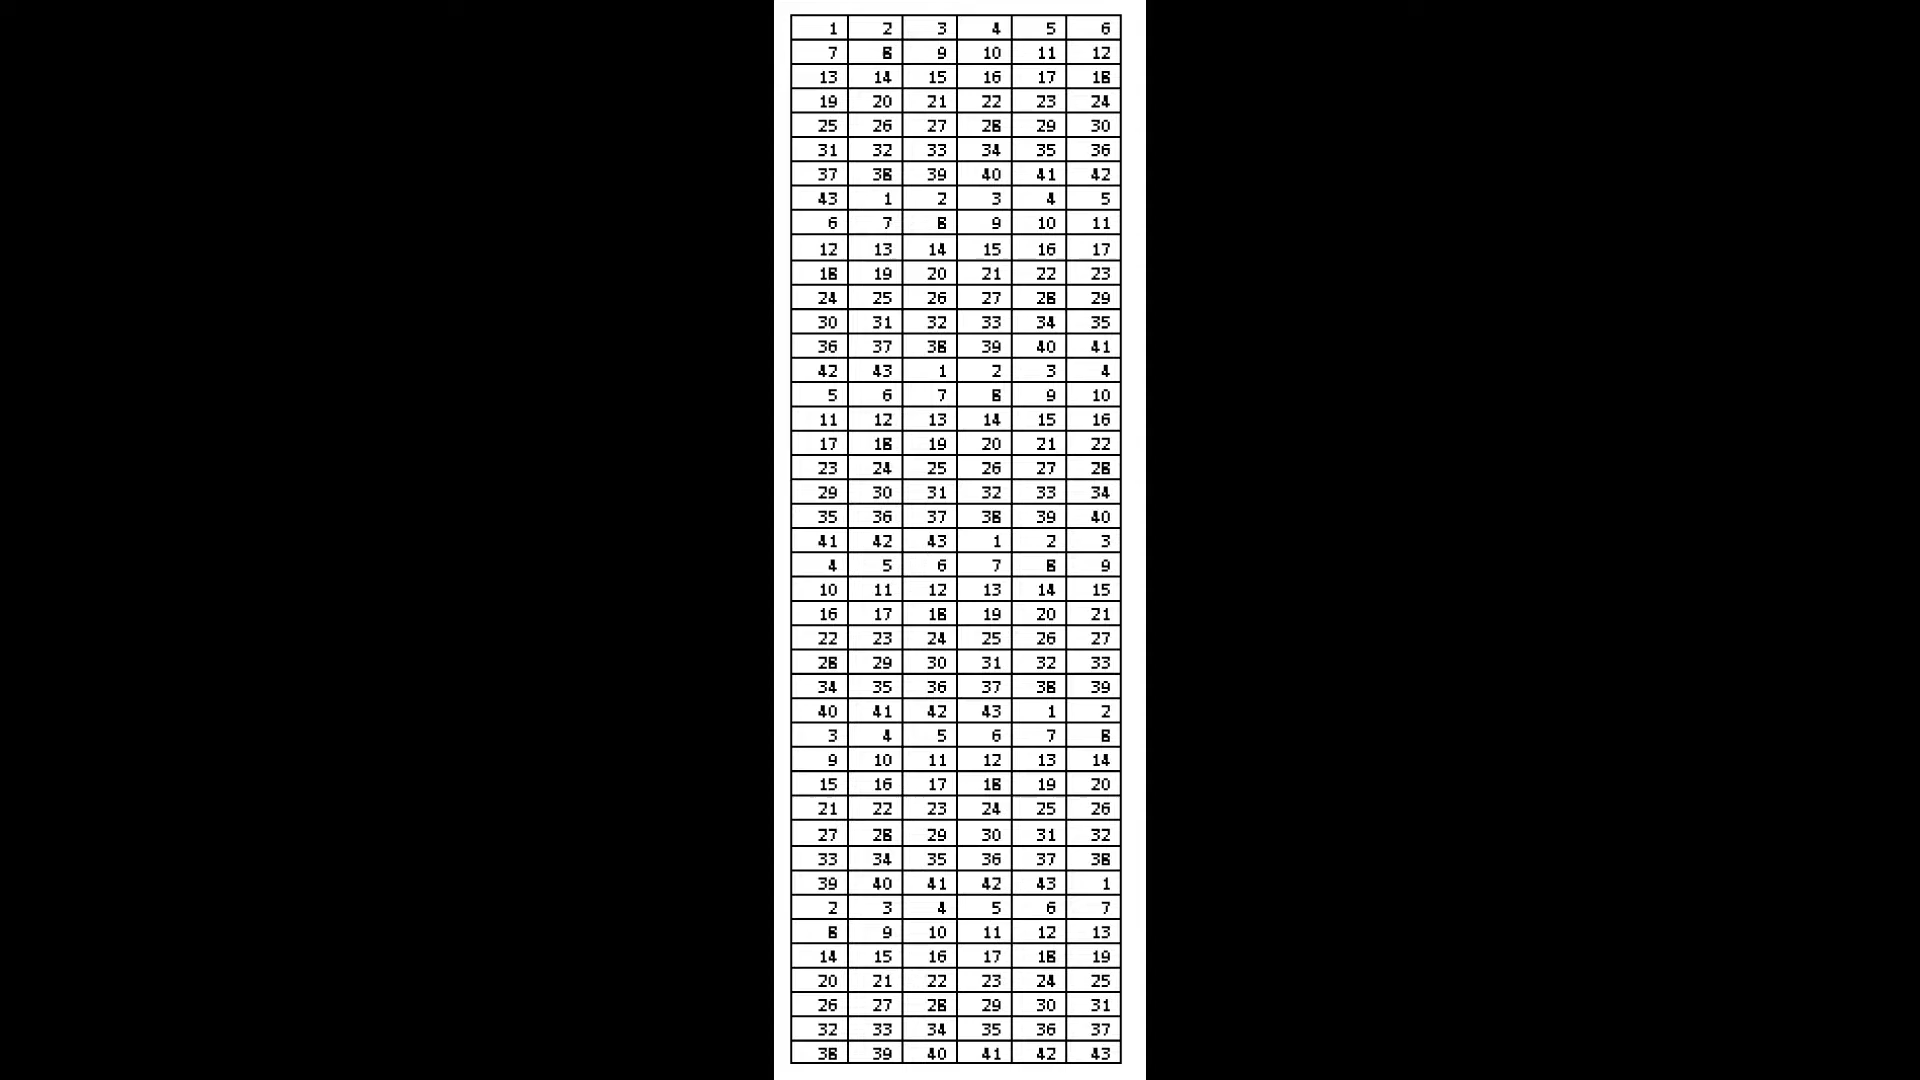 1 2 3 4 5 6
7 8 9 10 11 12
13 14 15 16 17 18
19 20 21 22 23 24
25 26 27 28 29 30
31 32 33 34 35 36
37 38 39 40 41 42
43 1 2 3 4 5
6 7 8 9 10 11
12 13 14 15 16 17
18 19 20 21 22 23
24 25 26 27 28 29
30 31 32 33 34 35
36 37 38 39 40 41
42 43 1 2 3 4
5 6 7 8 9 10
11 12 13 14 15 16
17 18 19 20 21 22
23 24 25 26 27 28
29 30 31 32 33 34
35 36 37 38 39 40
41 42 43 1 2 3
4 5 6 7 8 9
10 11 12 13 14 15
16 17 18 19 20 21
22 23 24 25 26 27
28 29 30 31 32 33
34 35 36 37 38 39
40 41 42 43 1 2
3 4 5 6 7 8
9 10 11 12 13 14
15 16 17 18 19 20
21 22 23 24 25 26
27 28 29 30 31 32
33 34 35 36 37 38
39 40 41 42 43 1
2 3 4 5 6 7
8 9 10 11 12 13
14 15 16 17 18 19
20 21 22 23 24 25
26 27 28 29 30 31
32 33 34 35 36 37
38 39 40 41 42 43